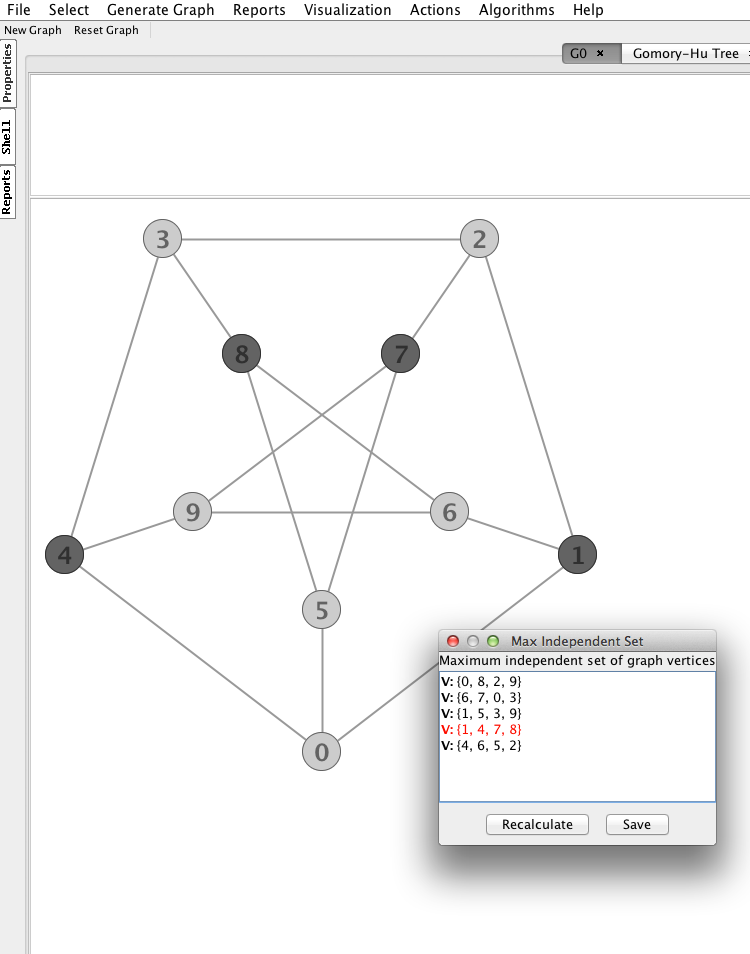 File Select Generate Graph Reports Visualization Actions Algorithms Help
New Graph Reset Graph
G0 × Gomory-Hu Tree
Properties
Shell
Reports
3 2
8 7
9 6
4 1
5
0
Max Independent Set
Maximum independent set of graph vertices
V: {0, 8, 2, 9}
V: {6, 7, 0, 3}
V: {1, 5, 3, 9}
V: {1, 4, 7, 8}
V: {4, 6, 5, 2}
Recalculate Save